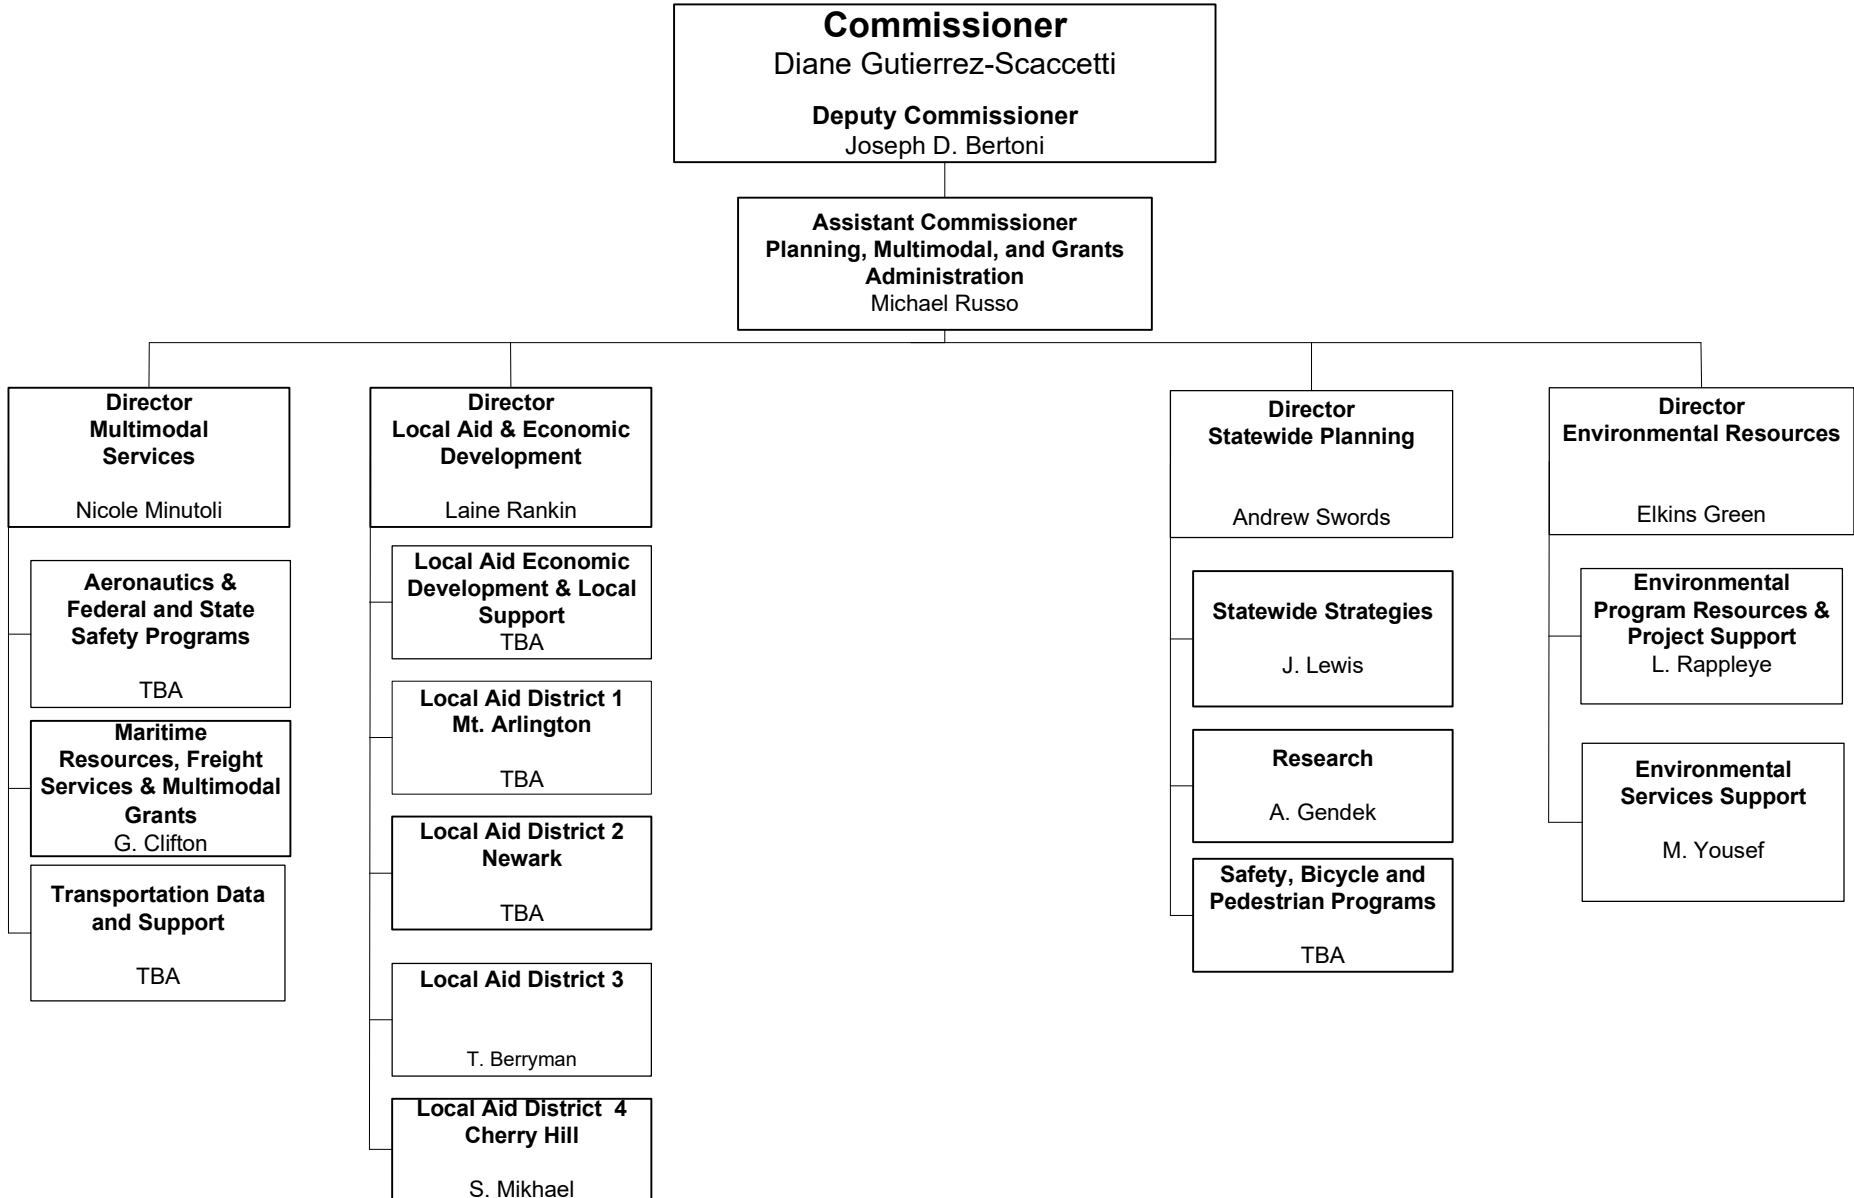 Commissioner
Diane Gutierrez-Scaccetti
Deputy Commissioner
Joseph D. Bertoni
Assistant Commissioner
Planning, Multimodal, and Grants
Administration
Michael Russo
Director
Multimodal
Services
Nicole Minutoli
Aeronautics &
Federal and State
Safety Programs
TBA
Maritime
Resources, Freight
Services & Multimodal
Grants
G. Clifton
Transportation Data
and Support
TBA
Director
Local Aid & Economic
Development
Laine Rankin
Local Aid Economic
Development & Local
Support
TBA
Local Aid District 1
Mt. Arlington
TBA
Local Aid District 2
Newark
TBA
Local Aid District 3
T. Berryman
Local Aid District 4
Cherry Hill
S. Mikhael
Director
Statewide Planning
Andrew Swords
Statewide Strategies
J. Lewis
Research
A. Gendek
Safety, Bicycle and
Pedestrian Programs
TBA
Director
Environmental Resources
Elkins Green
Environmental
Program Resources &
Project Support
L. Rappleye
Environmental
Services Support
M. Yousef